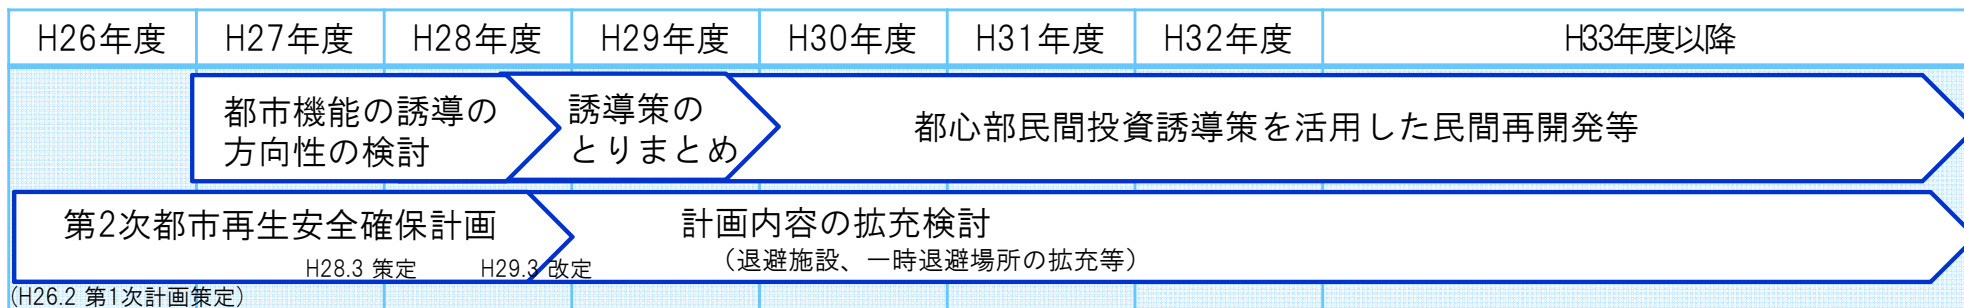 H26年度 H27年度 H28年度 H29年度 H30年度 H31年度 H32年度 H33年度以降
都市機能の誘導の
方向性の検討
誘導策の
とりまとめ
都心部民間投資誘導策を活用した民間再開発等
第2次都市再生安全確保計画
H28.3 策定 H29.3 改定
計画内容の拡充検討
（退避施設、一時退避場所の拡充等）
(H26.2 第1次計画策定)